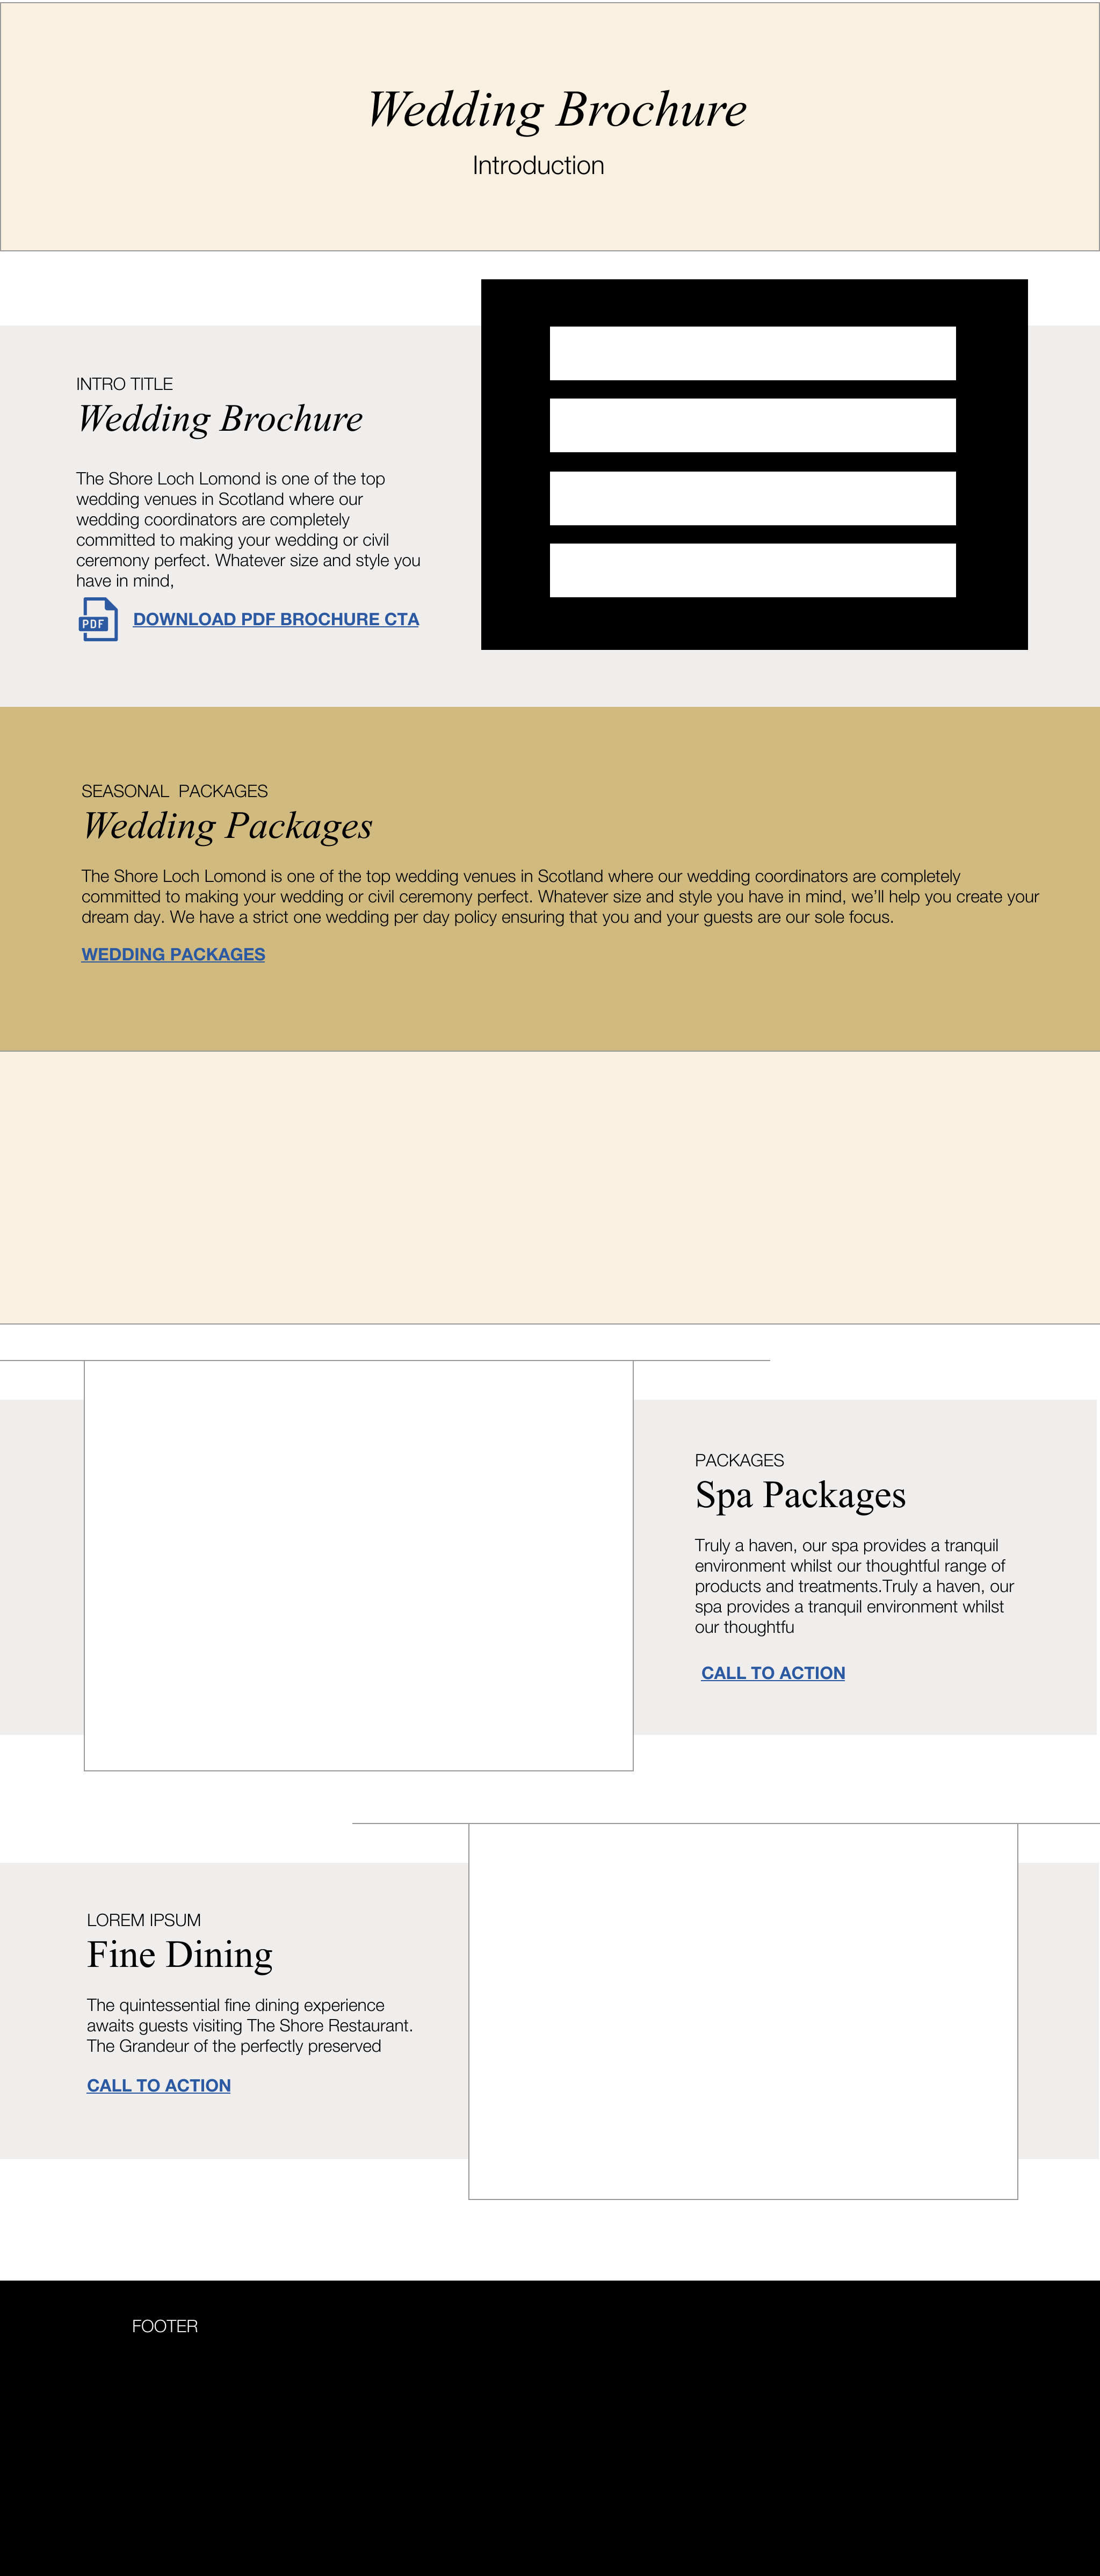 Wedding Brochure
Introduction
INTRO TITLE
Wedding Brochure
The Shore Loch Lomond is one of the top
wedding venues in Scotland where our
wedding coordinators are completely
committed to making your wedding or civil
ceremony perfect. Whatever size and style you
have in mind,
PDF
DOWNLOAD PDF BROCHURE CTA
SEASONAL  PACKAGES
Wedding Packages
The Shore Loch Lomond is one of the top wedding venues in Scotland where our wedding coordinators are completely
committed to making your wedding or civil ceremony perfect. Whatever size and style you have in mind, we’ll help you create your
dream day. We have a strict one wedding per day policy ensuring that you and your guests are our sole focus.
WEDDING PACKAGES
PACKAGES
Spa Packages
Truly a haven, our spa provides a tranquil
environment whilst our thoughtful range of
products and treatments.Truly a haven, our
spa provides a tranquil environment whilst
our thoughtfu
CALL TO ACTION
LOREM IPSUM
Fine Dining
The quintessential fine dining experience
awaits guests visiting The Shore Restaurant.
The Grandeur of the perfectly preserved
CALL TO ACTION
FOOTER